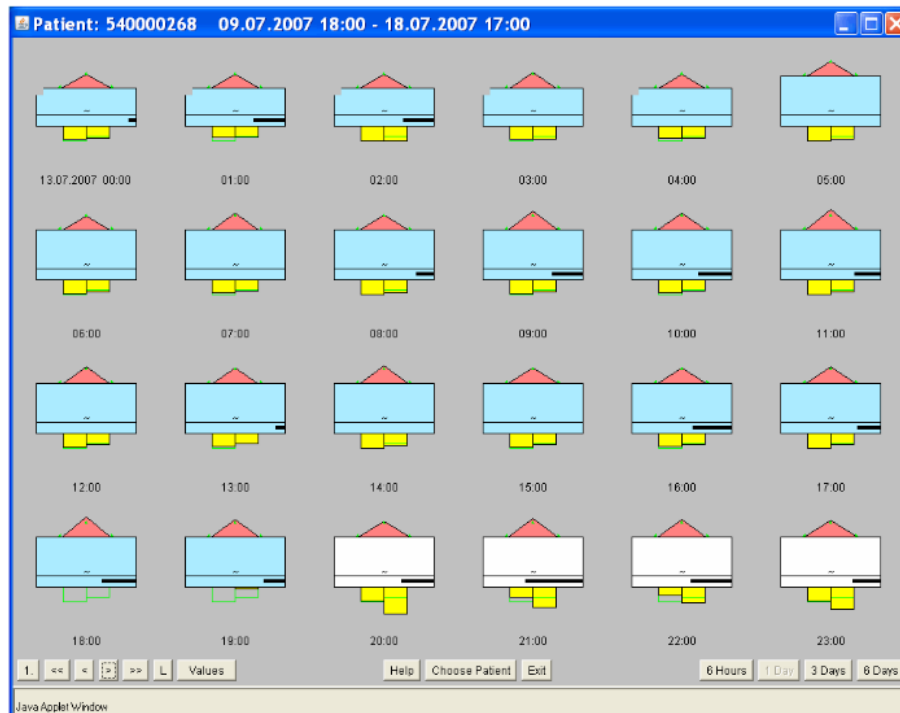 Patient: 540000268 09.07.2007 18:00 - 18.07.2007 17:00
~ ~ ~ ~ ~ ~
13.07.2007 00:00 01:00 02:00 03:00 04:00 05:00
~ ~ ~ ~ ~ ~
06:00 07:00 08:00 09:00 10:00 11:00
~ ~ ~ ~ ~ ~
12:00 13:00 14:00 15:00 16:00 17:00
~ ~ ~ ~ ~ ~
18:00 19:00 20:00 21:00 22:00 23:00
1. << < > >> L Values Help Choose Patient Exit 6 Hours 1 Day 3 Days 6 Days
Java Applet Window